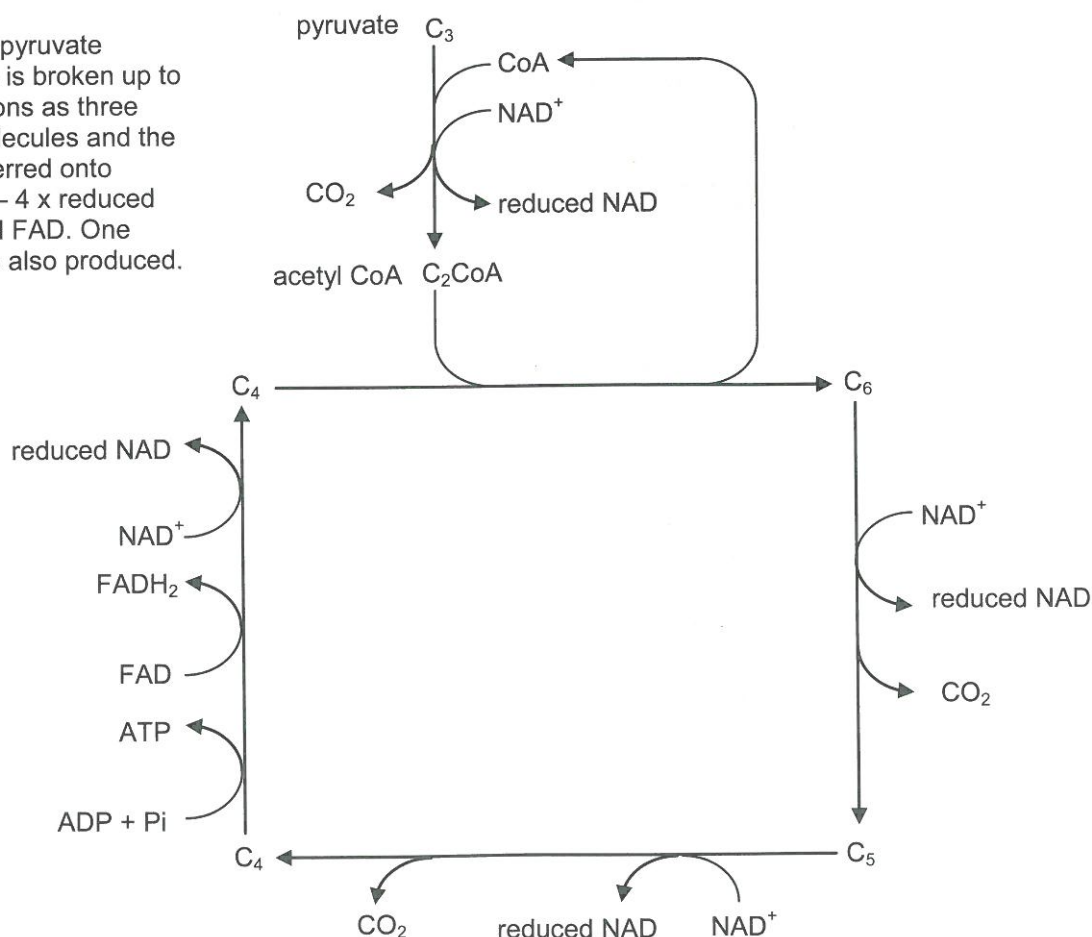 pyruvate C₃
pyruvate
is broken up to
CoA
ons as three
NAD⁺
lecules and the
erred onto
CO₂
reduced NAD
– 4 x reduced
FAD. One
also produced.
acetyl CoA C₂CoA
C₄
C₆
reduced NAD
NAD⁺
NAD⁺
FADH₂
reduced NAD
FAD
CO₂
ATP
ADP + Pi
C₄
C₅
CO₂
reduced NAD
NAD⁺